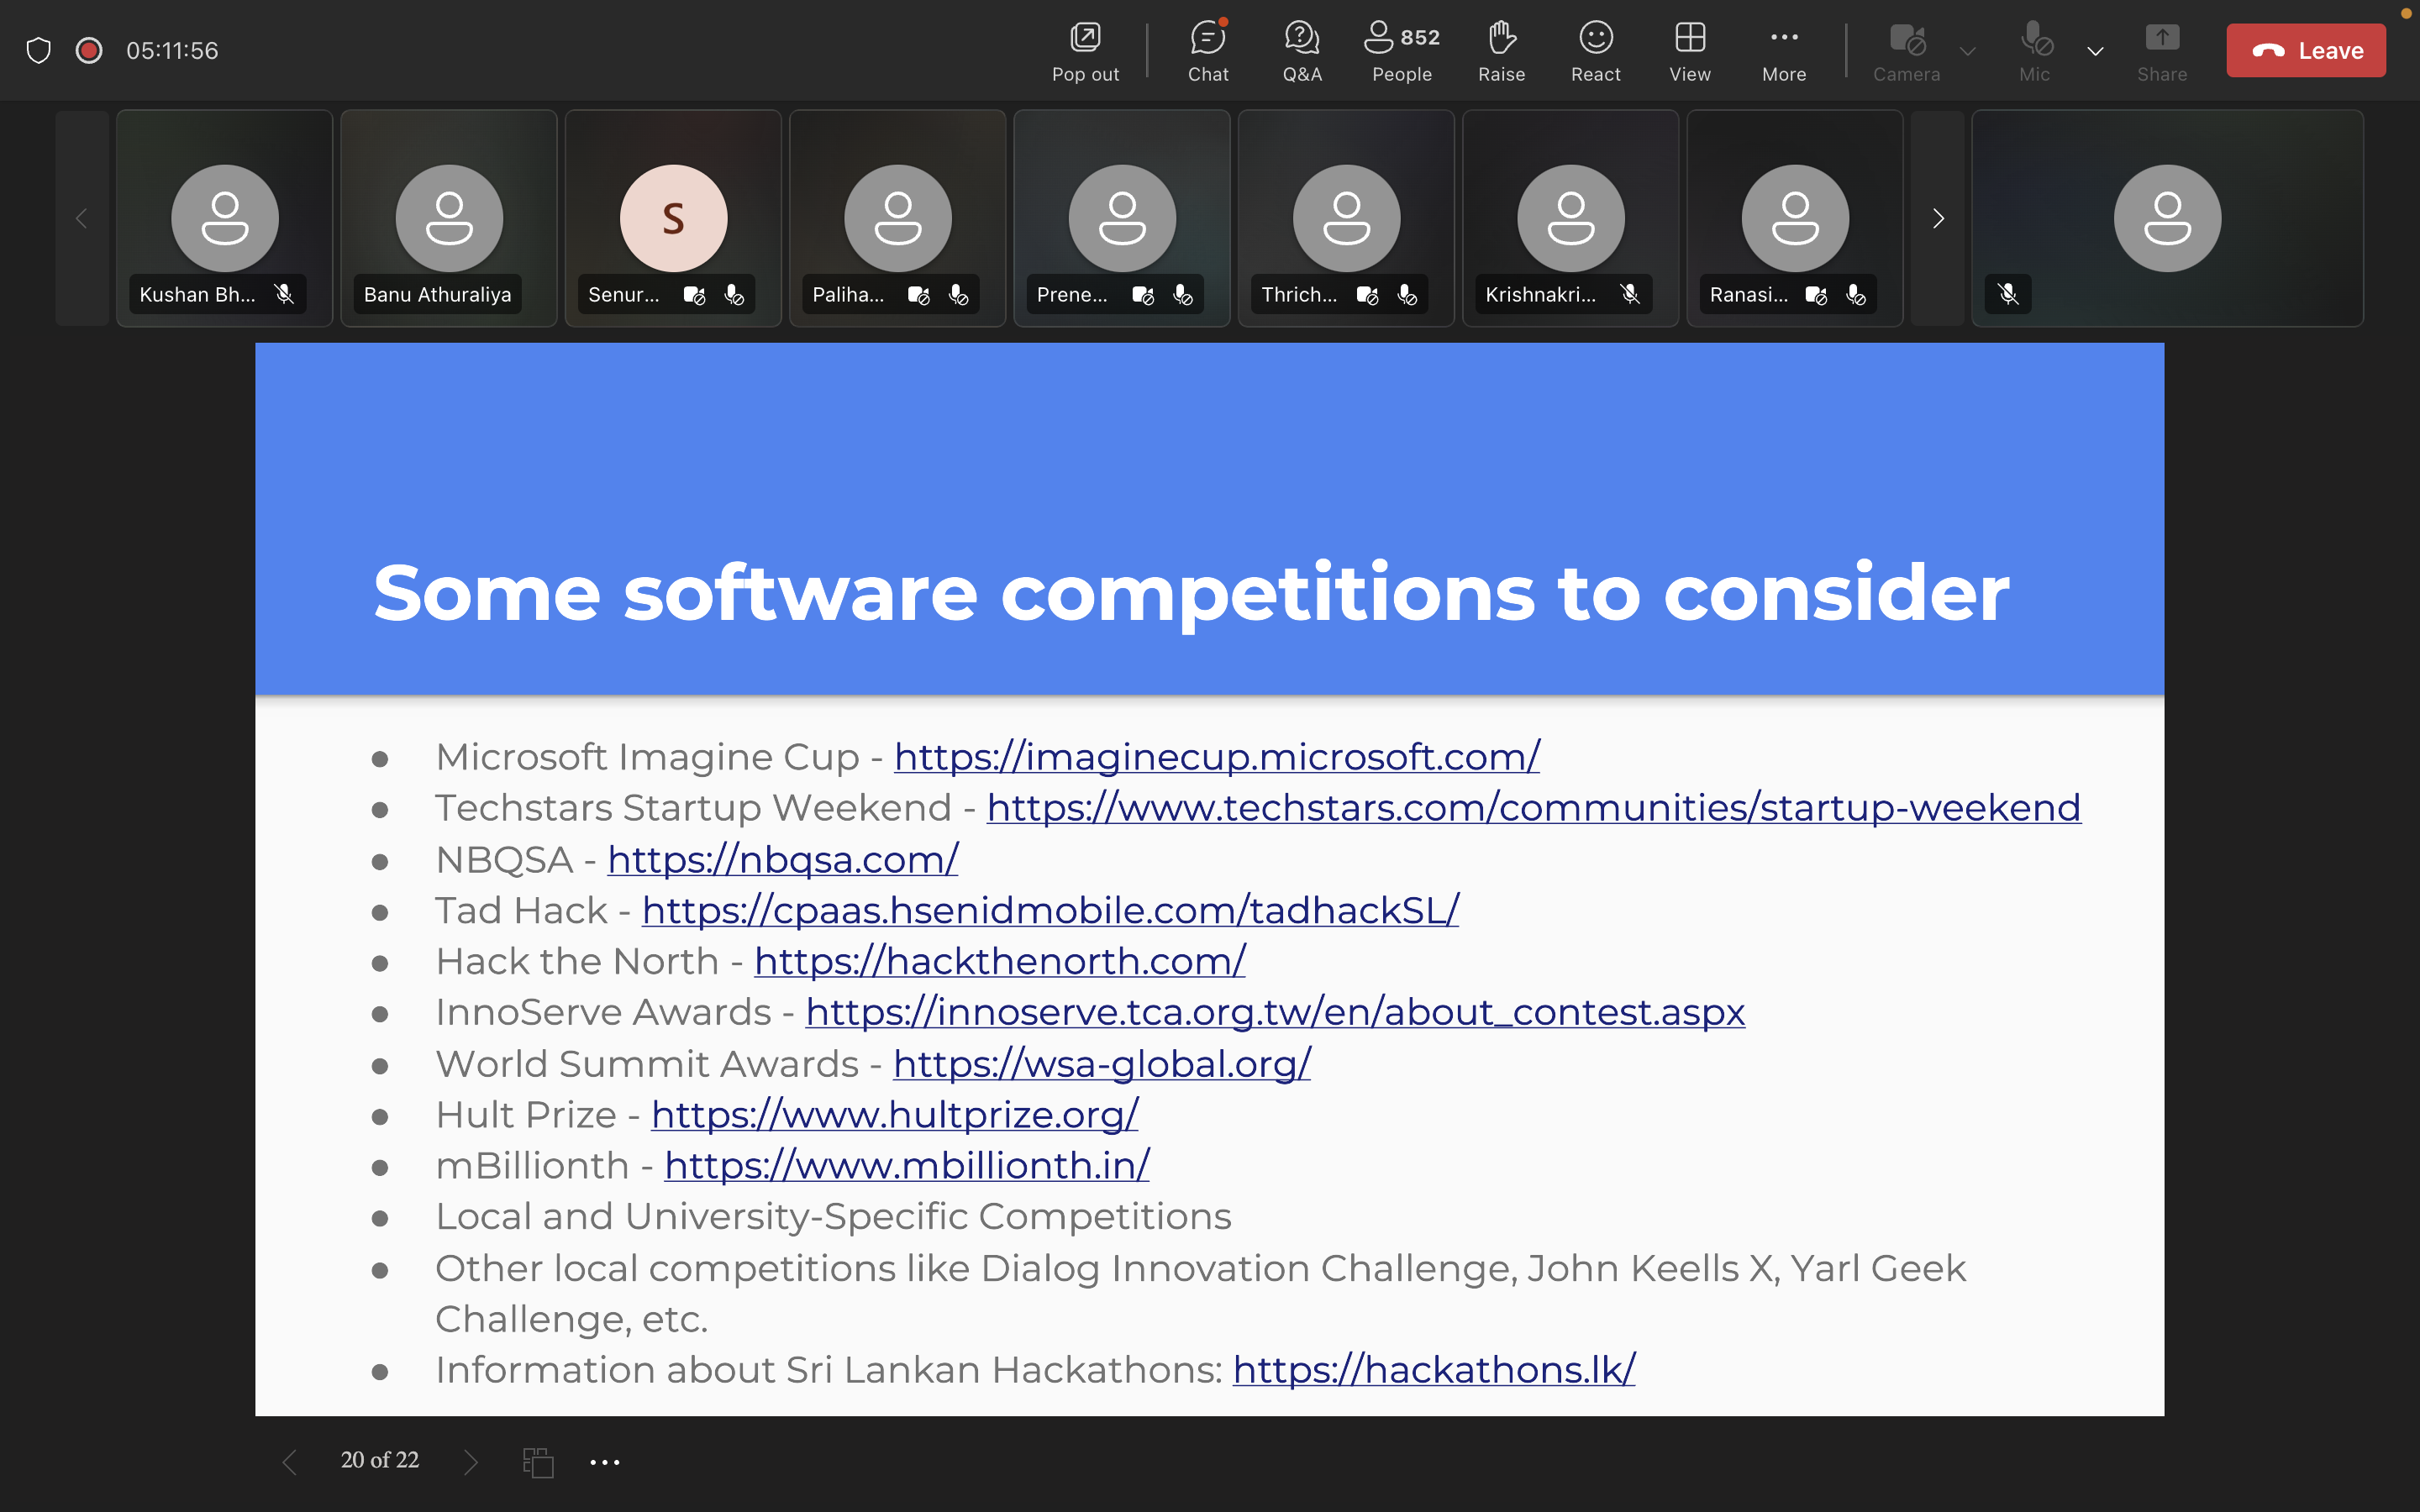 05:11:56
Pop out
Chat
Q&A
852
People
Raise
React
View
More
Camera
Mic
Share
Leave
Kushan Bh...
Banu Athuraliya
S
Senur...
Paliha...
Prene...
Thrich...
Krishnakri...
Ranasi...
Some software competitions to consider
● Microsoft Imagine Cup - https://imaginecup.microsoft.com/
● Techstars Startup Weekend - https://www.techstars.com/communities/startup-weekend
● NBQSA - https://nbqsa.com/
● Tad Hack - https://cpaas.hsenidmobile.com/tadhackSL/
● Hack the North - https://hackthenorth.com/
● InnoServe Awards - https://innoserve.tca.org.tw/en/about_contest.aspx
● World Summit Awards - https://wsa-global.org/
● Hult Prize - https://www.hultprize.org/
● mBillionth - https://www.mbillionth.in/
● Local and University-Specific Competitions
● Other local competitions like Dialog Innovation Challenge, John Keells X, Yarl Geek
Challenge, etc.
● Information about Sri Lankan Hackathons: https://hackathons.lk/
20 of 22